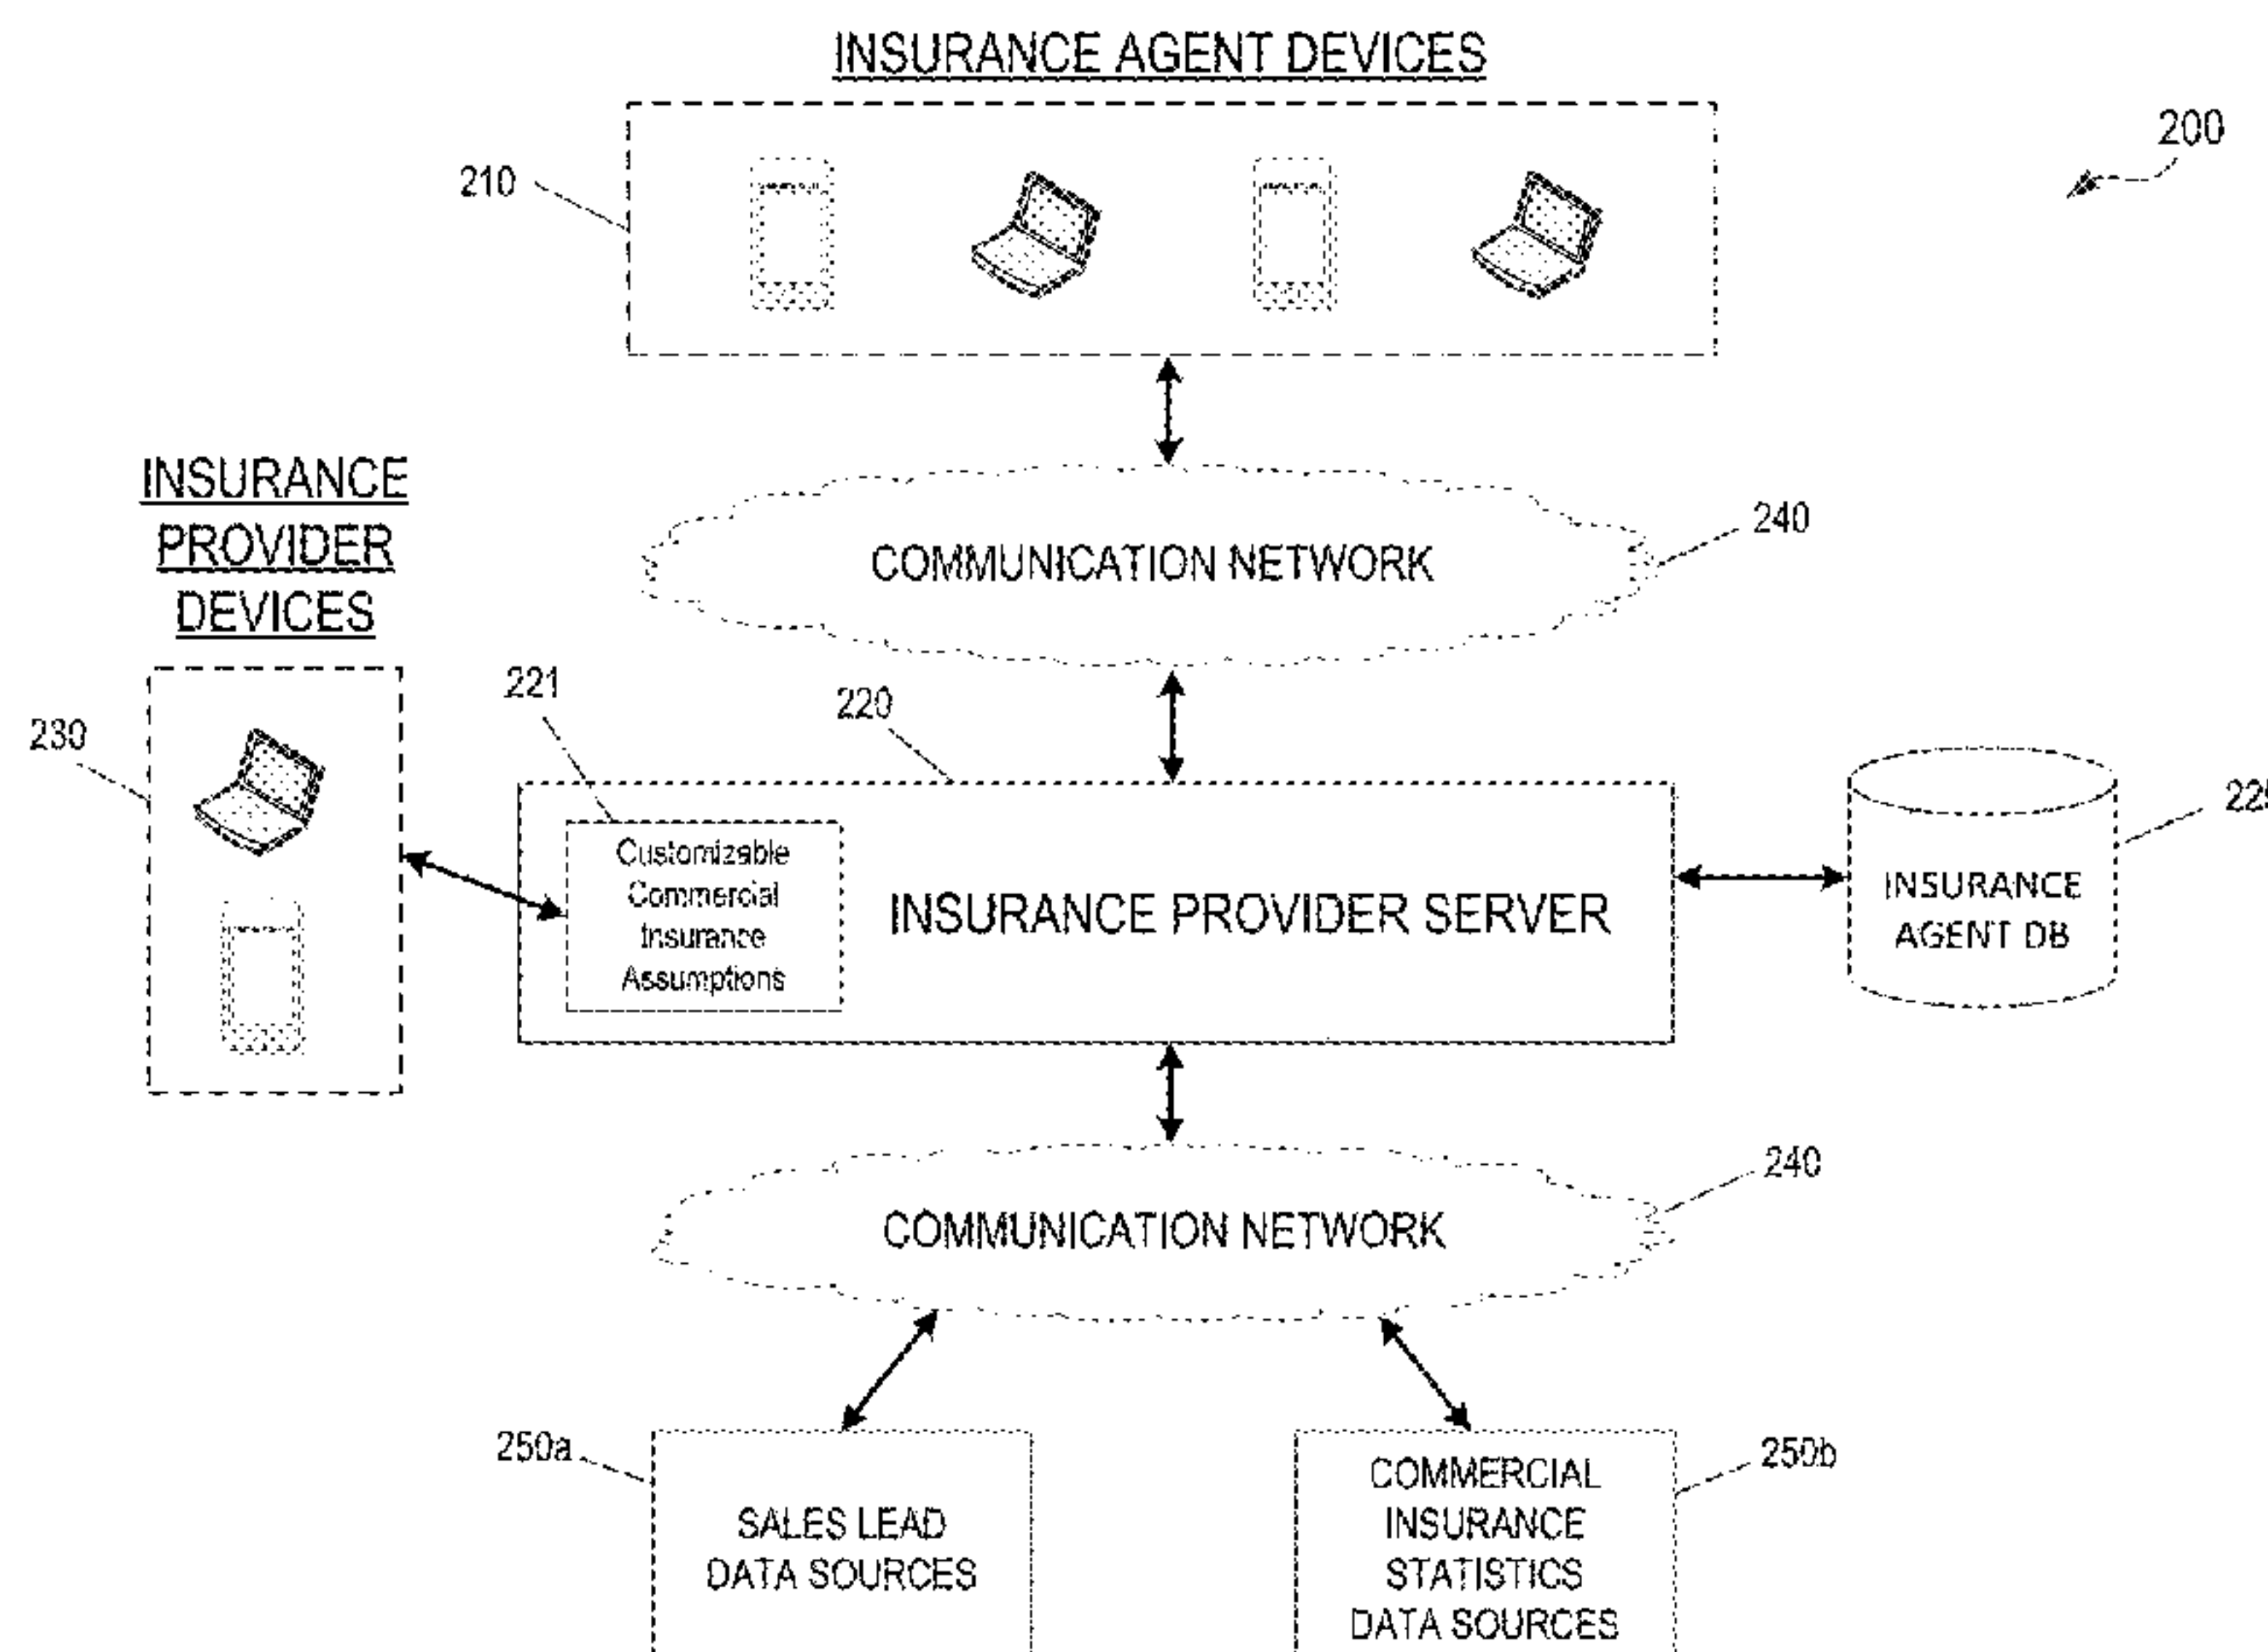 INSURANCE AGENT DEVICES
200
210
240
COMMUNICATION NETWORK
INSURANCE
PROVIDER
DEVICES
221
220
230
Customizable
Commercial
Insurance
Assumptions
INSURANCE PROVIDER SERVER
INSURANCE
AGENT DB
240
COMMUNICATION NETWORK
250a
250b
SALES LEAD
DATA SOURCES
COMMERCIAL
INSURANCE
STATISTICS
DATA SOURCES